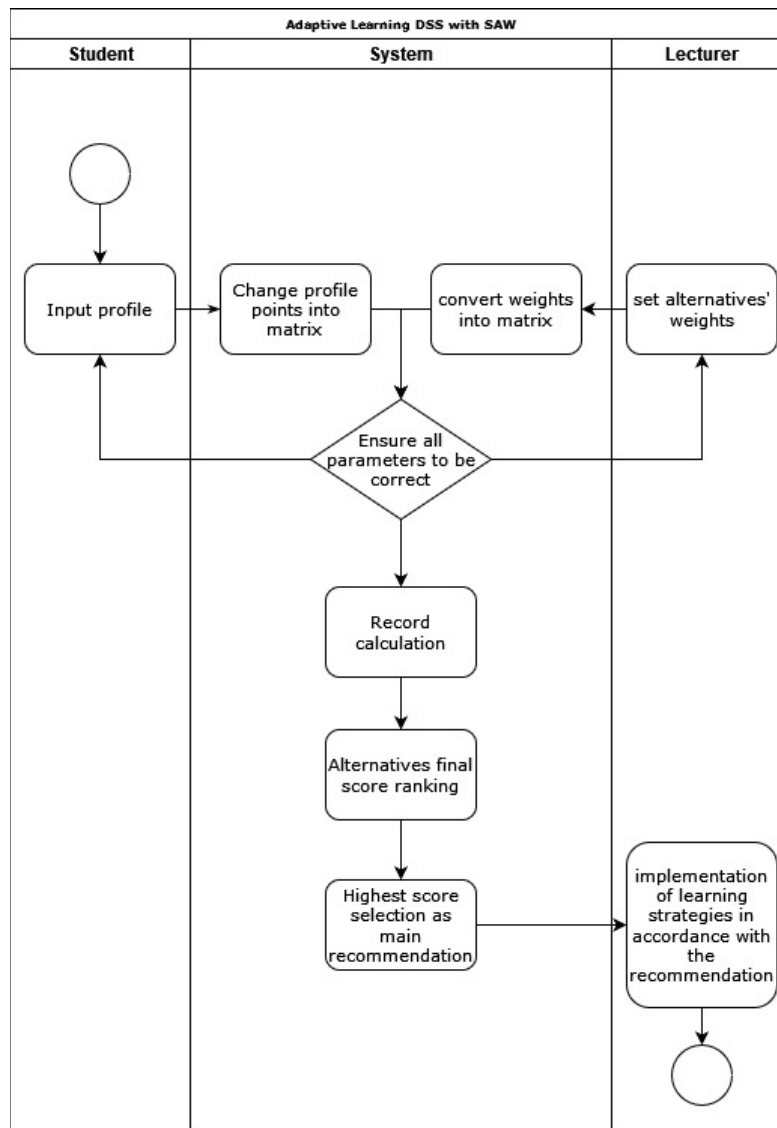 Adaptive Learning DSS with SAW
Student
System
Lecturer
Input profile
Change profile
points into
matrix
convert weights
into matrix
set alternatives'
weights
Ensure all
parameters to be
correct
Record
calculation
Alternatives final
score ranking
Highest score
selection as
main
recommendation
implementation
of learning
strategies in
accordance with
the
recommendation